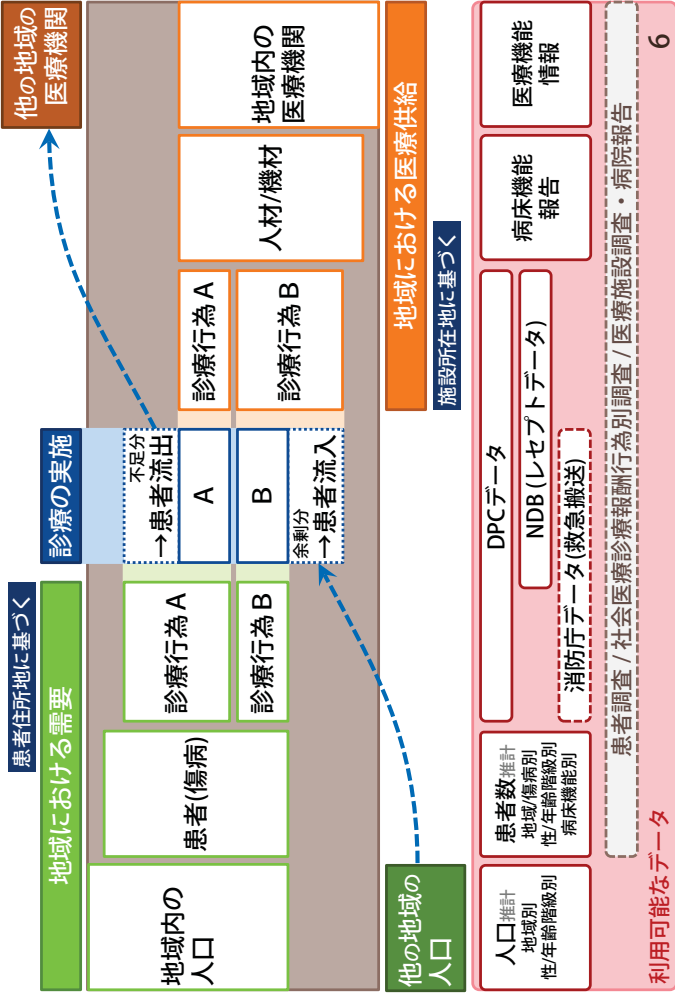 患者住所地に基づく
地域における需要
診療の実施
他の地域の
医療機関
地域内の
人口
患者(傷病)
診療行為A
診療行為B
不足分
→患者流出
A
B
余剰分
→患者流入
診療行為A
診療行為B
人材/機材
地域内の
医療機関
他の地域の
人口
地域における医療供給
施設所在地に基づく
人口推計
地域別
性/年齢階級別
患者数推計
地域/傷病別
性/年齢階級別
病床機能別
DPCデータ
NDB (レセプトデータ)
消防庁データ(救急搬送)
病床機能
報告
医療機能
情報
患者調査 / 社会医療診療報酬行為別調査 / 医療施設調査・病院報告
利用可能なデータ
6